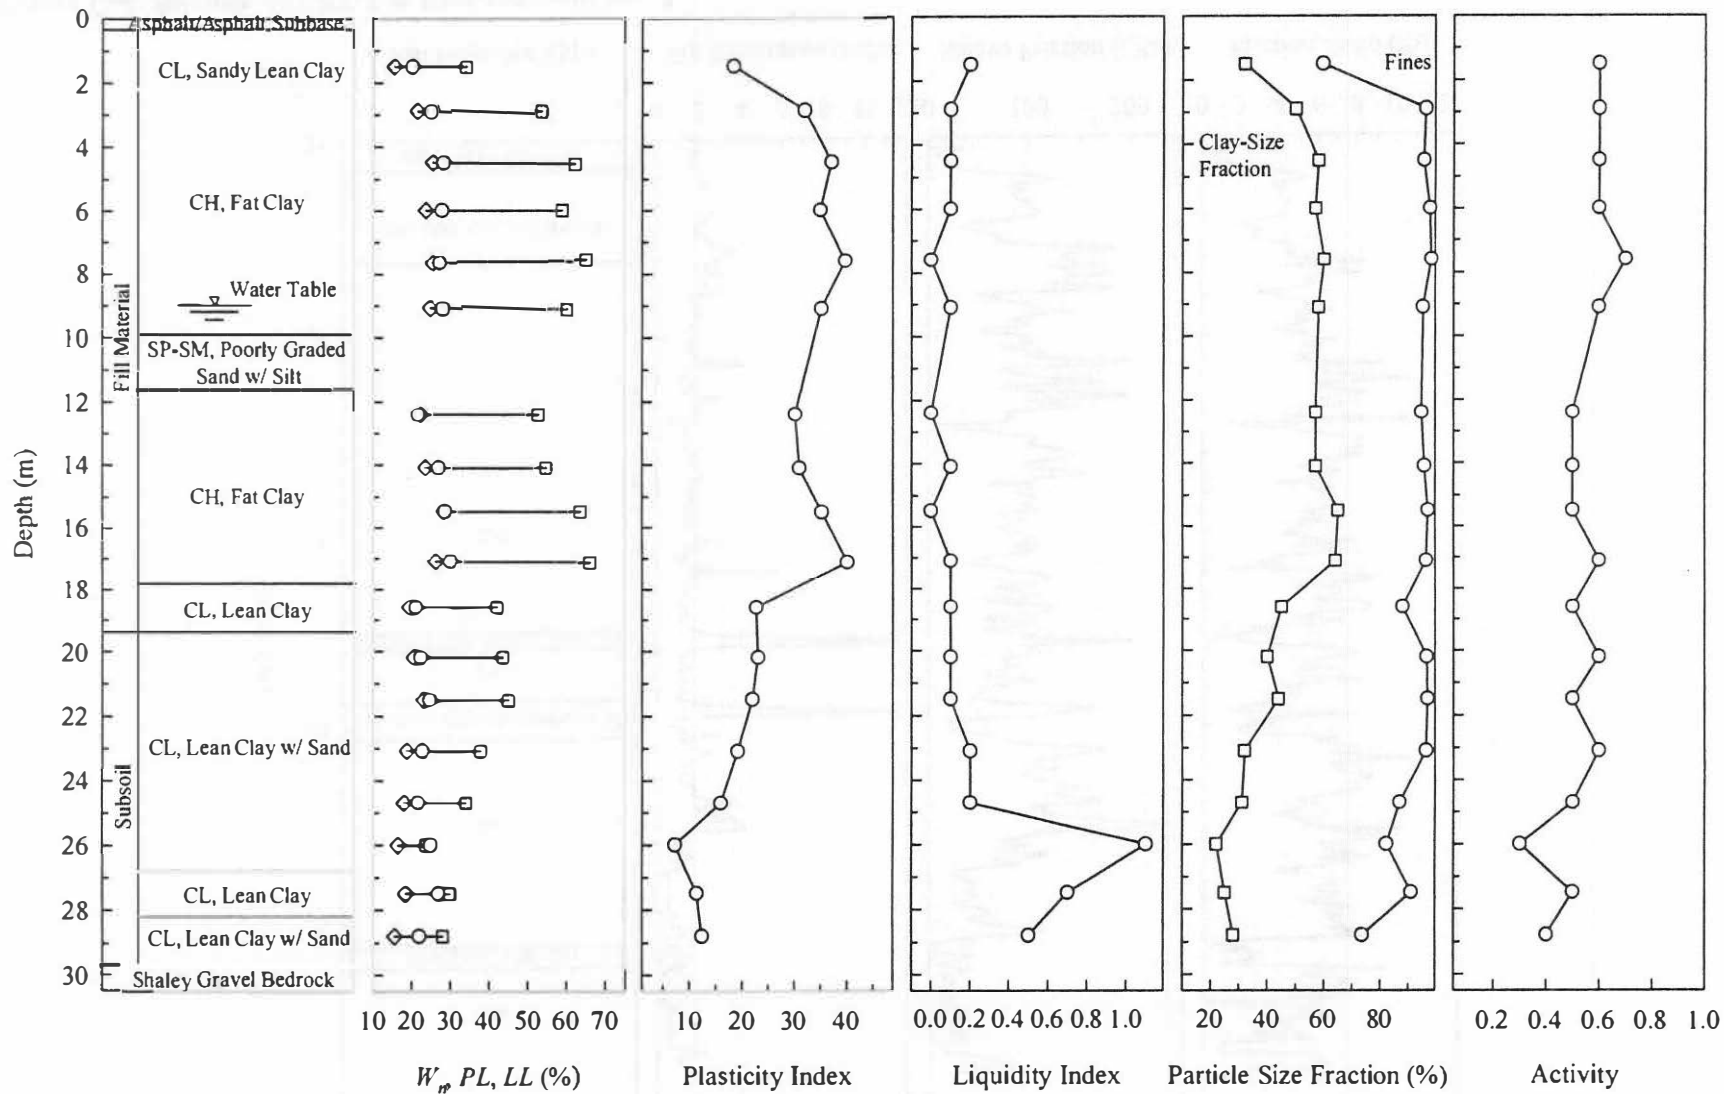 Asphalt/Asphalt Subbase
CL, Sandy Lean Clay
CH, Fat Clay
Water Table
SP-SM, Poorly Graded
Sand w/ Silt
CH, Fat Clay
CL, Lean Clay
CL, Lean Clay w/ Sand
CL, Lean Clay
CL, Lean Clay w/ Sand
Shaley Gravel Bedrock
Fill Material
Subsoil
Depth (m)
0
2
4
6
8
10
12
14
16
18
20
22
24
26
28
30
Fines
Clay-Size
Fraction
10 20 30 40 50 60 70
10 20 30 40
0.0 0.2 0.4 0.6 0.8 1.0
20 40 60 80
0.2 0.4 0.6 0.8 1.0
Wn, PL, LL (%)
Plasticity Index
Liquidity Index
Particle Size Fraction (%)
Activity